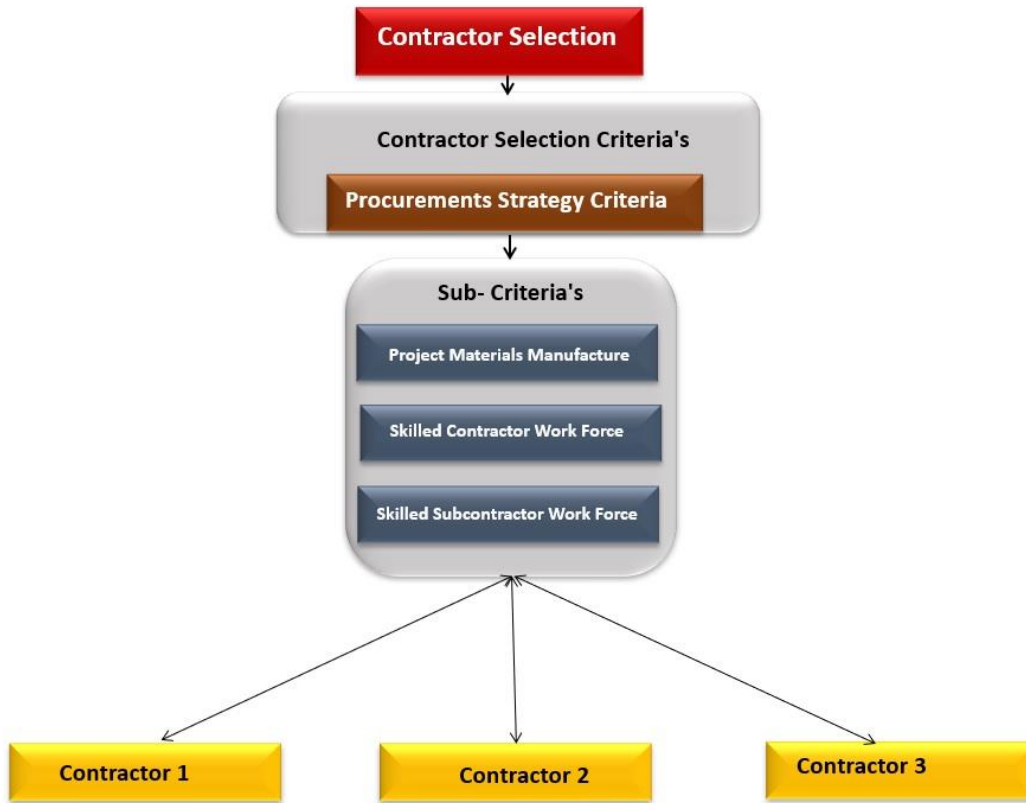 Contractor Selection
Contractor Selection Criteria's
Procurements Strategy Criteria
Sub- Criteria's
Project Materials Manufacture
Skilled Contractor Work Force
Skilled Subcontractor Work Force
Contractor 1
Contractor 2
Contractor 3